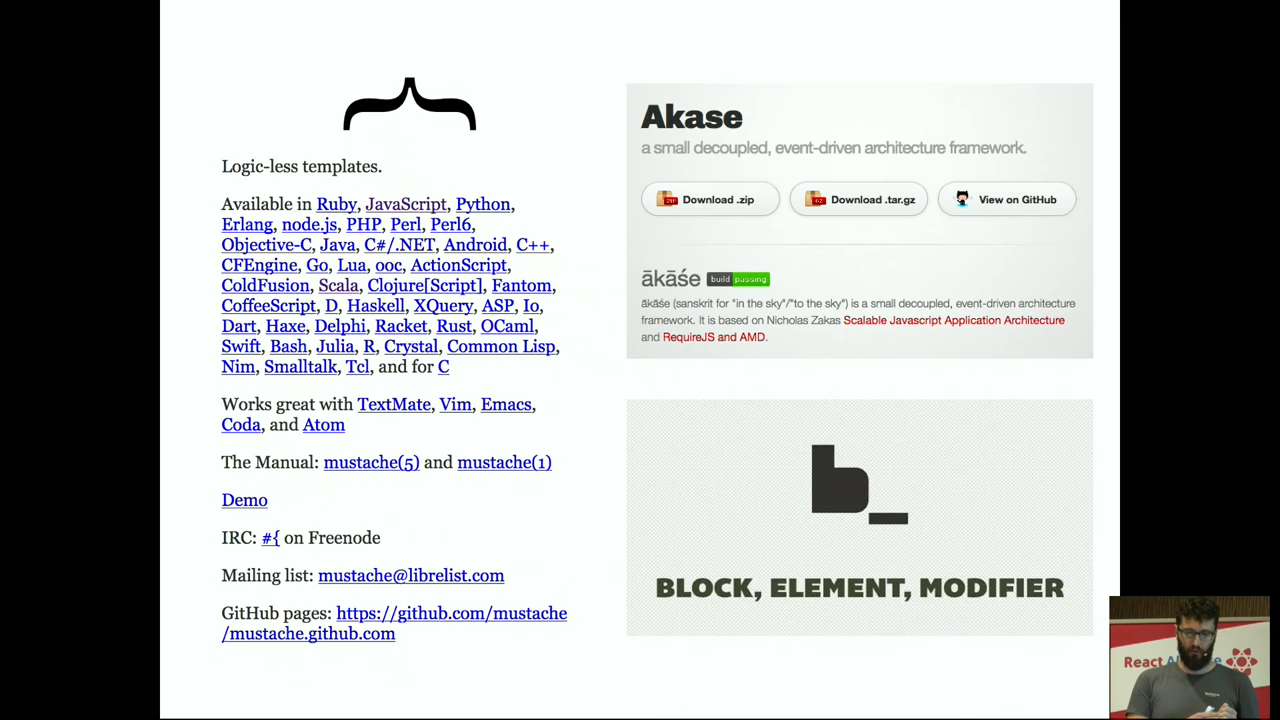 Logic-less templates.
Available in Ruby, JavaScript, Python,
Erlang, node.js, PHP, Perl, Perl6,
Objective-C, Java, C#/.NET, Android, C++,
CFEngine, Go, Lua, ooc, ActionScript,
ColdFusion, Scala, Clojure[Script], Fantom,
CoffeeScript, D, Haskell, XQuery, ASP, Io,
Dart, Haxe, Delphi, Racket, Rust, OCaml,
Swift, Bash, Julia, R, Crystal, Common Lisp,
Nim, Smalltalk, Tcl, and for C
Works great with TextMate, Vim, Emacs,
Coda, and Atom
The Manual: mustache(5) and mustache(1)
Demo
IRC: #{ on Freenode
Mailing list: mustache@librelist.com
GitHub pages: https://github.com/mustache
/mustache.github.com
Akase
a small decoupled, event-driven architecture framework.
Download .zip
Download .tar.gz
View on GitHub
ākāśe build passing
ākāśe (sanskrit for "in the sky"/"to the sky") is a small decoupled, event-driven architecture
framework. It is based on Nicholas Zakas Scalable Javascript Application Architecture
and RequireJS and AMD.
b_
BLOCK, ELEMENT, MODIFIER
React